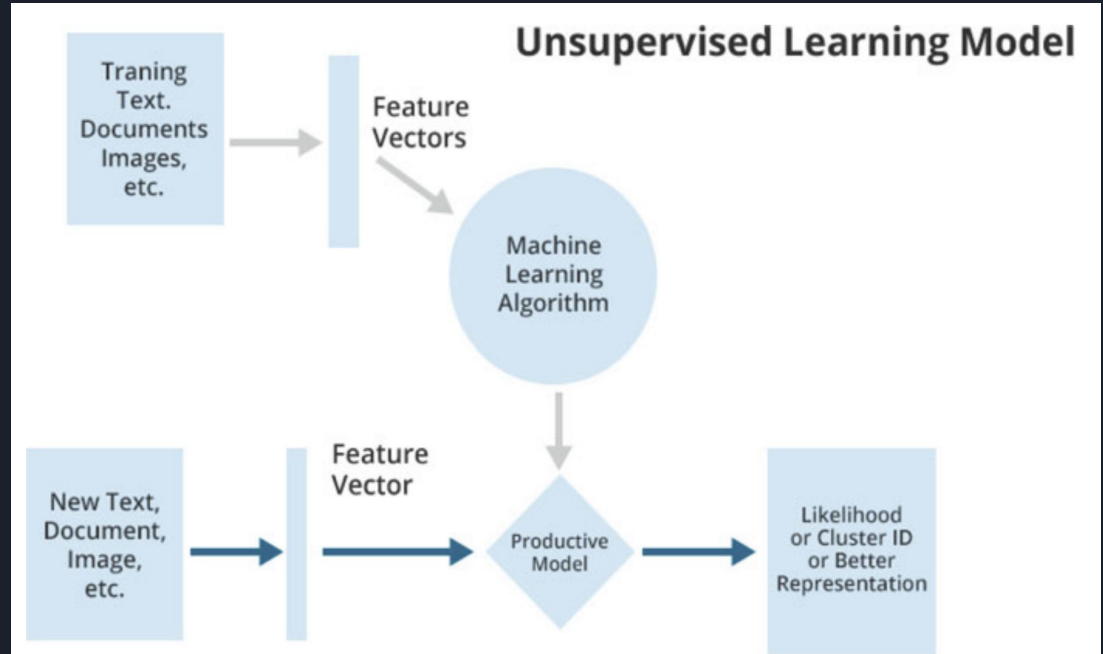 Unsupervised Learning Model
Traning
Text.
Documents
Images,
etc.
Feature
Vectors
Machine
Learning
Algorithm
New Text,
Document,
Image,
etc.
Feature
Vector
Productive
Model
Likelihood
or Cluster ID
or Better
Representation